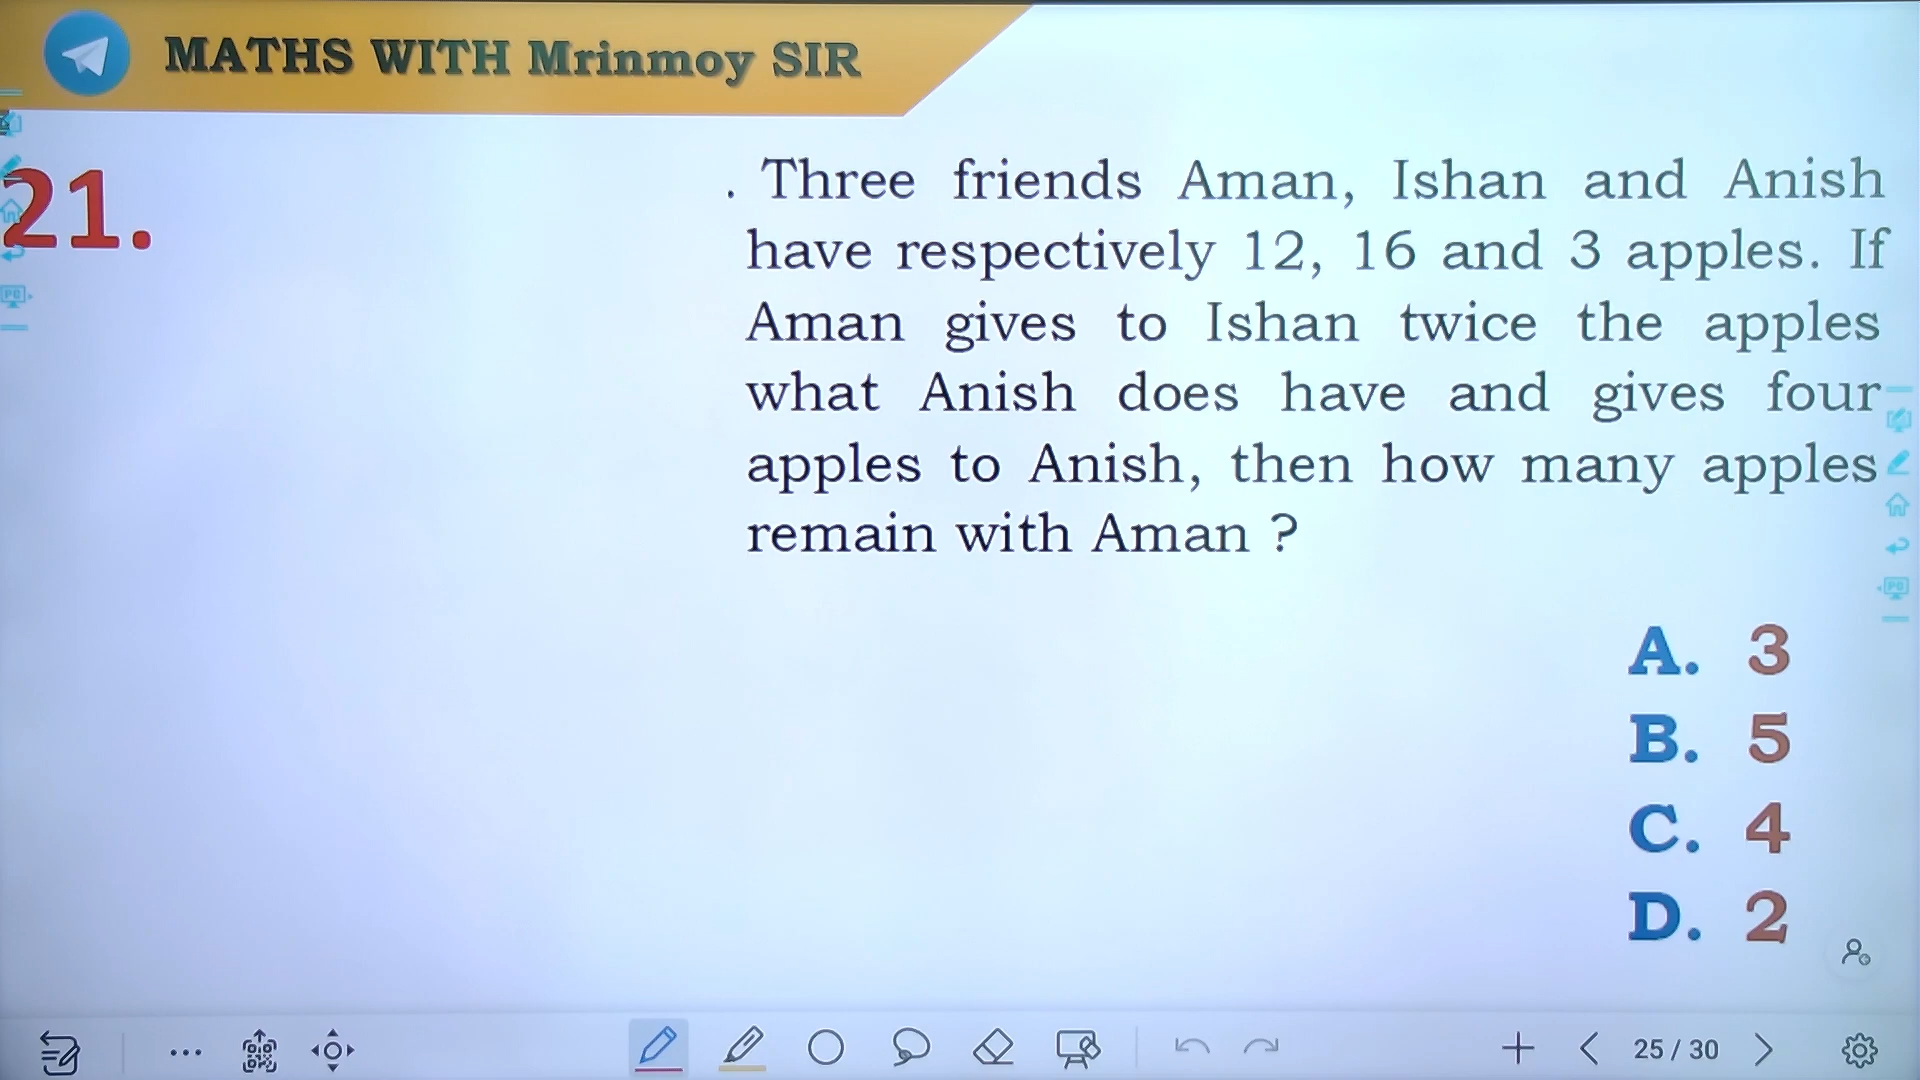 MATHS WITH Mrinmoy SIR
21.
. Three friends Aman, Ishan and Anish
have respectively 12, 16 and 3 apples. If
Aman gives to Ishan twice the apples
what Anish does have and gives four
apples to Anish, then how many apples
remain with Aman ?
A. 3
B. 5
C. 4
D. 2
25 / 30